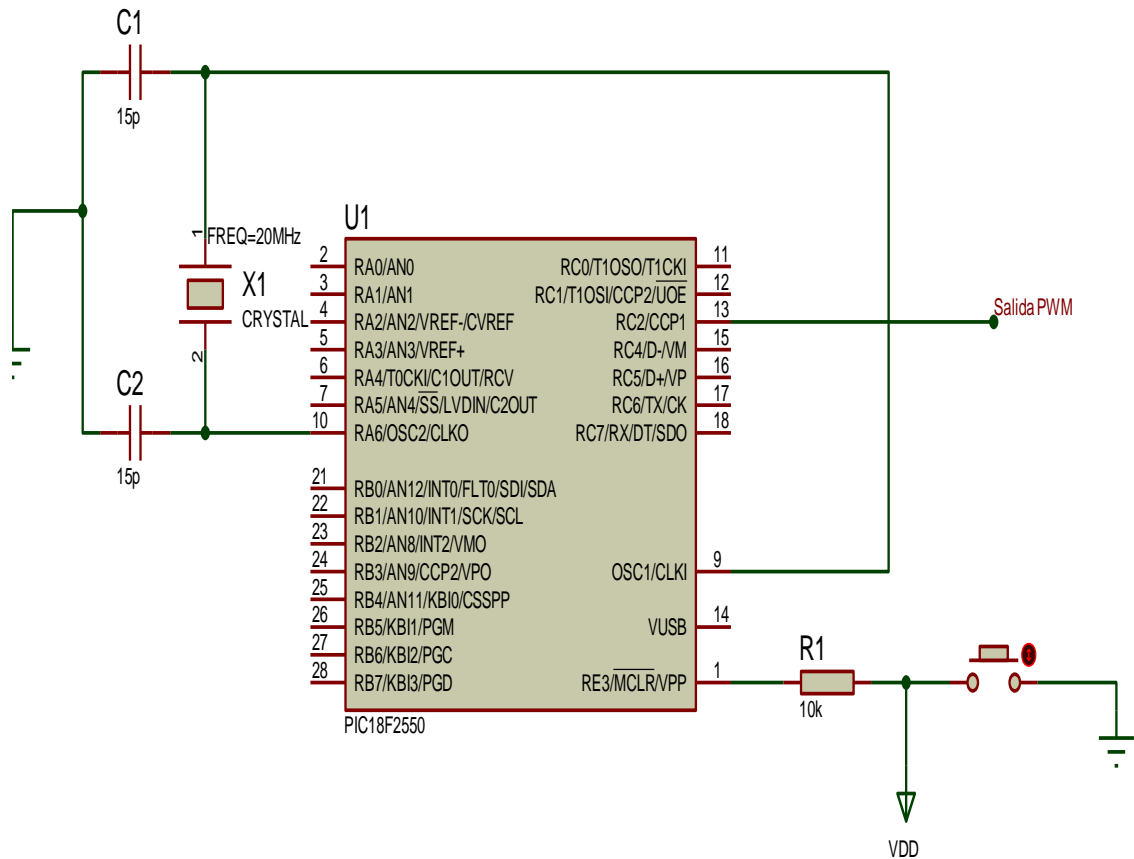 C1
15p
1
FREQ=20MHz
X1
CRYSTAL
2
C2
15p
U1
2 RA0/AN0
3 RA1/AN1
4 RA2/AN2/VREF-/CVREF
5 RA3/AN3/VREF+
6 RA4/T0CKI/C1OUT/RCV
7 RA5/AN4/SS/LVDIN/C2OUT
10 RA6/OSC2/CLKO
21 RB0/AN12/INT0/FLT0/SDI/SDA
22 RB1/AN10/INT1/SCK/SCL
23 RB2/AN8/INT2/VMO
24 RB3/AN9/CCP2/VPO
25 RB4/AN11/KBI0/CSSPP
26 RB5/KBI1/PGM
27 RB6/KBI2/PGC
28 RB7/KBI3/PGD
RC0/T1OSO/T1CKI 11
RC1/T1OSI/CCP2/UOE 12
RC2/CCP1 13
RC4/D-/VM 15
RC5/D+/VP 16
RC6/TX/CK 17
RC7/RX/DT/SDO 18
OSC1/CLKI 9
VUSB 14
RE3/MCLR/VPP 1
PIC18F2550
Salida PWM
R1
10k
VDD